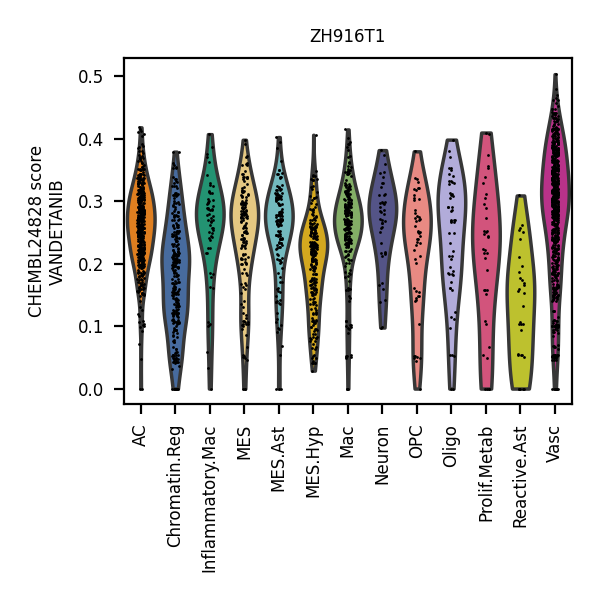 ZH916T1
CHEMBL24828 score
VANDETANIB
0.5
0.4
0.3
0.2
0.1
0.0
AC
Chromatin.Reg
Inflammatory.Mac
MES
MES.Ast
MES.Hyp
Mac
Neuron
OPC
Oligo
Prolif.Metab
Reactive.Ast
Vasc